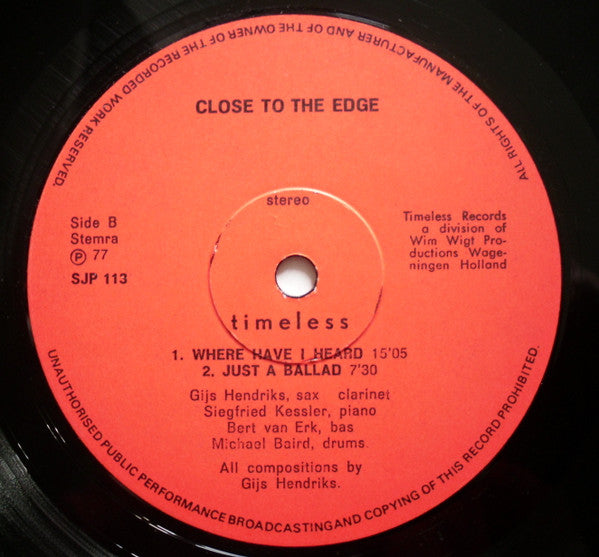 ALL RIGHTS OF THE MANUFACTURER AND OF THE OWNER OF THE RECORDED WORK RESERVED.
CLOSE TO THE EDGE
stereo
Side B
Stemra
Ⓟ 77
SJP 113
Timeless Records
a division of
Wim Wigt Pro-
ductions Wage-
ningen Holland
timeless
1. WHERE HAVE I HEARD 15'05
2. JUST A BALLAD 7'30
Gijs Hendriks, sax clarinet
Siegfried Kessler, piano
Bert van Erk, bas
Michael Baird, drums.
All compositions by
Gijs Hendriks.
UNAUTHORISED PUBLIC PERFORMANCE BROADCASTING AND COPYING OF THIS RECORD PROHIBITED.